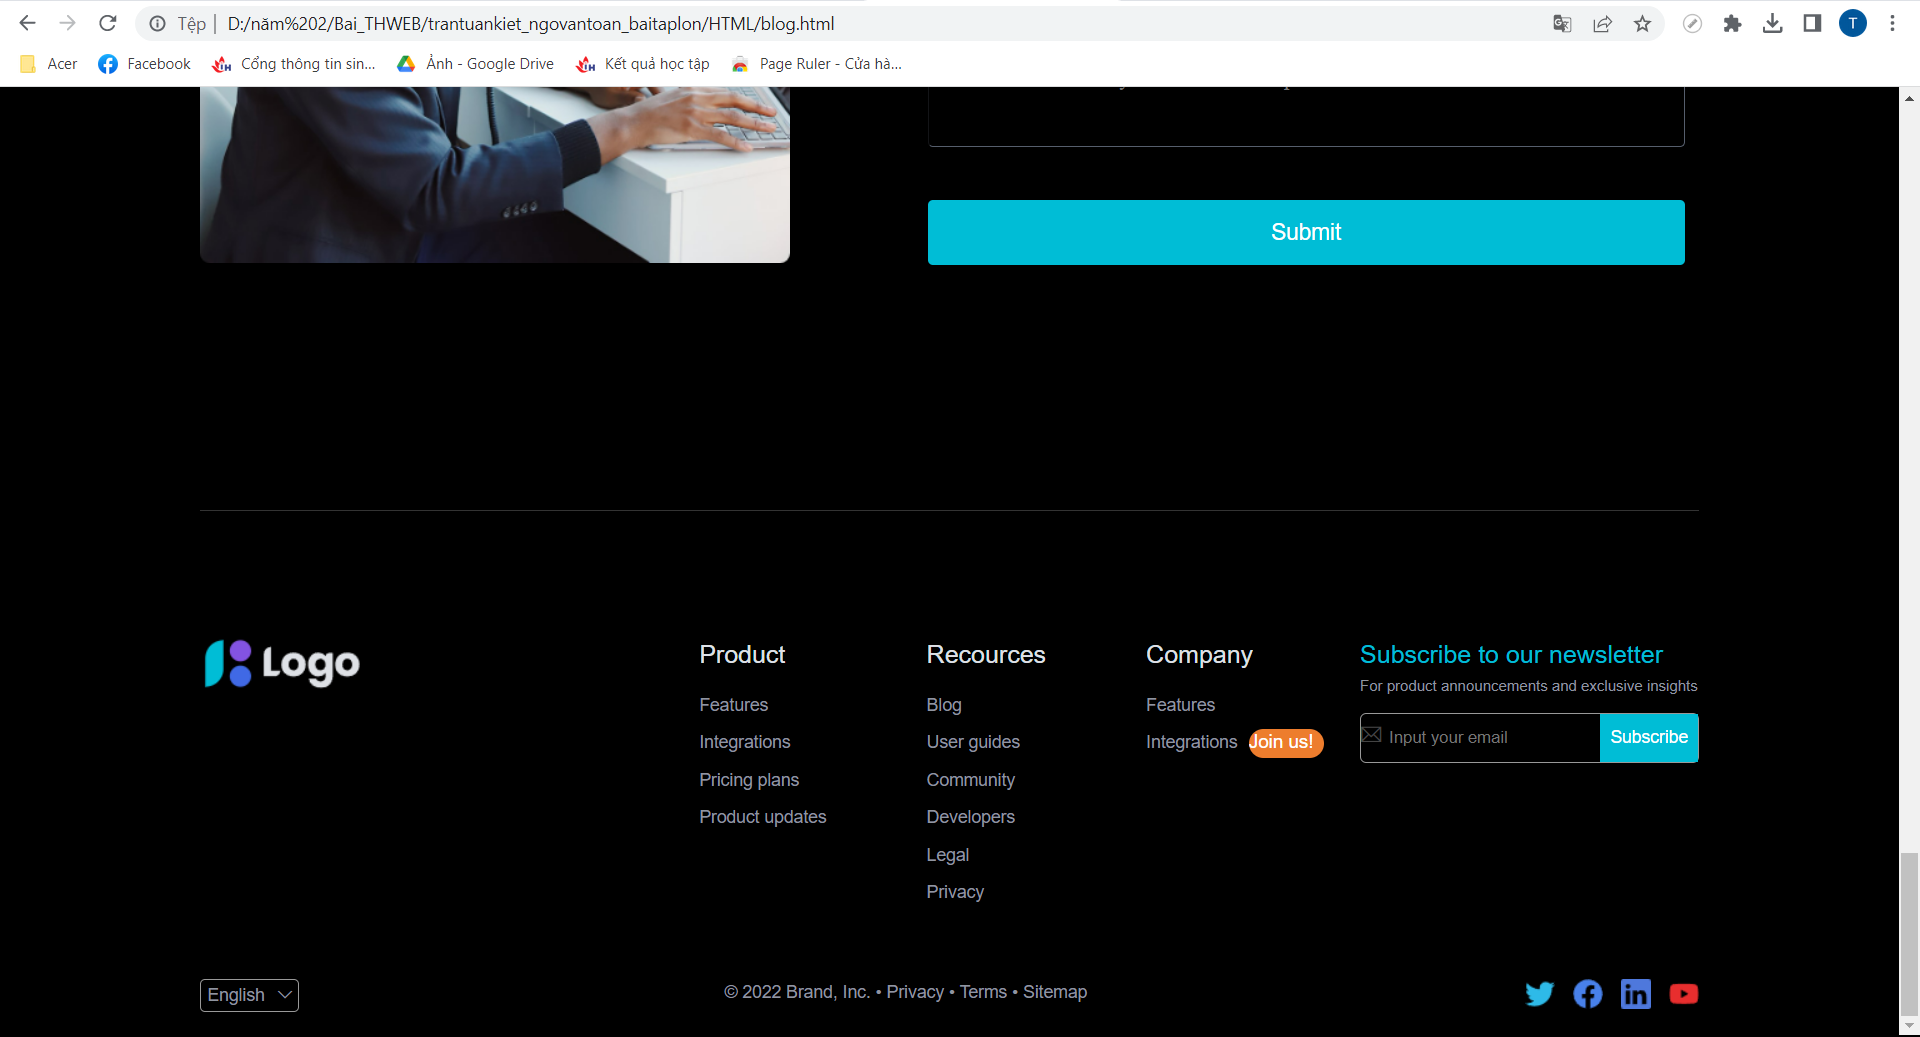 Tệp | D:/năm%202/Bai_THWEB/trantuankiet_ngovantoan_baitaplon/HTML/blog.html
T
Acer Facebook Cổng thông tin sin... Ảnh - Google Drive Kết quả học tập Page Ruler - Cửa hà...
Submit
Logo
Product
Features
Integrations
Pricing plans
Product updates
Recources
Blog
User guides
Community
Developers
Legal
Privacy
Company
Features
Integrations Join us!
Subscribe to our newsletter
For product announcements and exclusive insights
Input your email Subscribe
English
© 2022 Brand, Inc. • Privacy • Terms • Sitemap